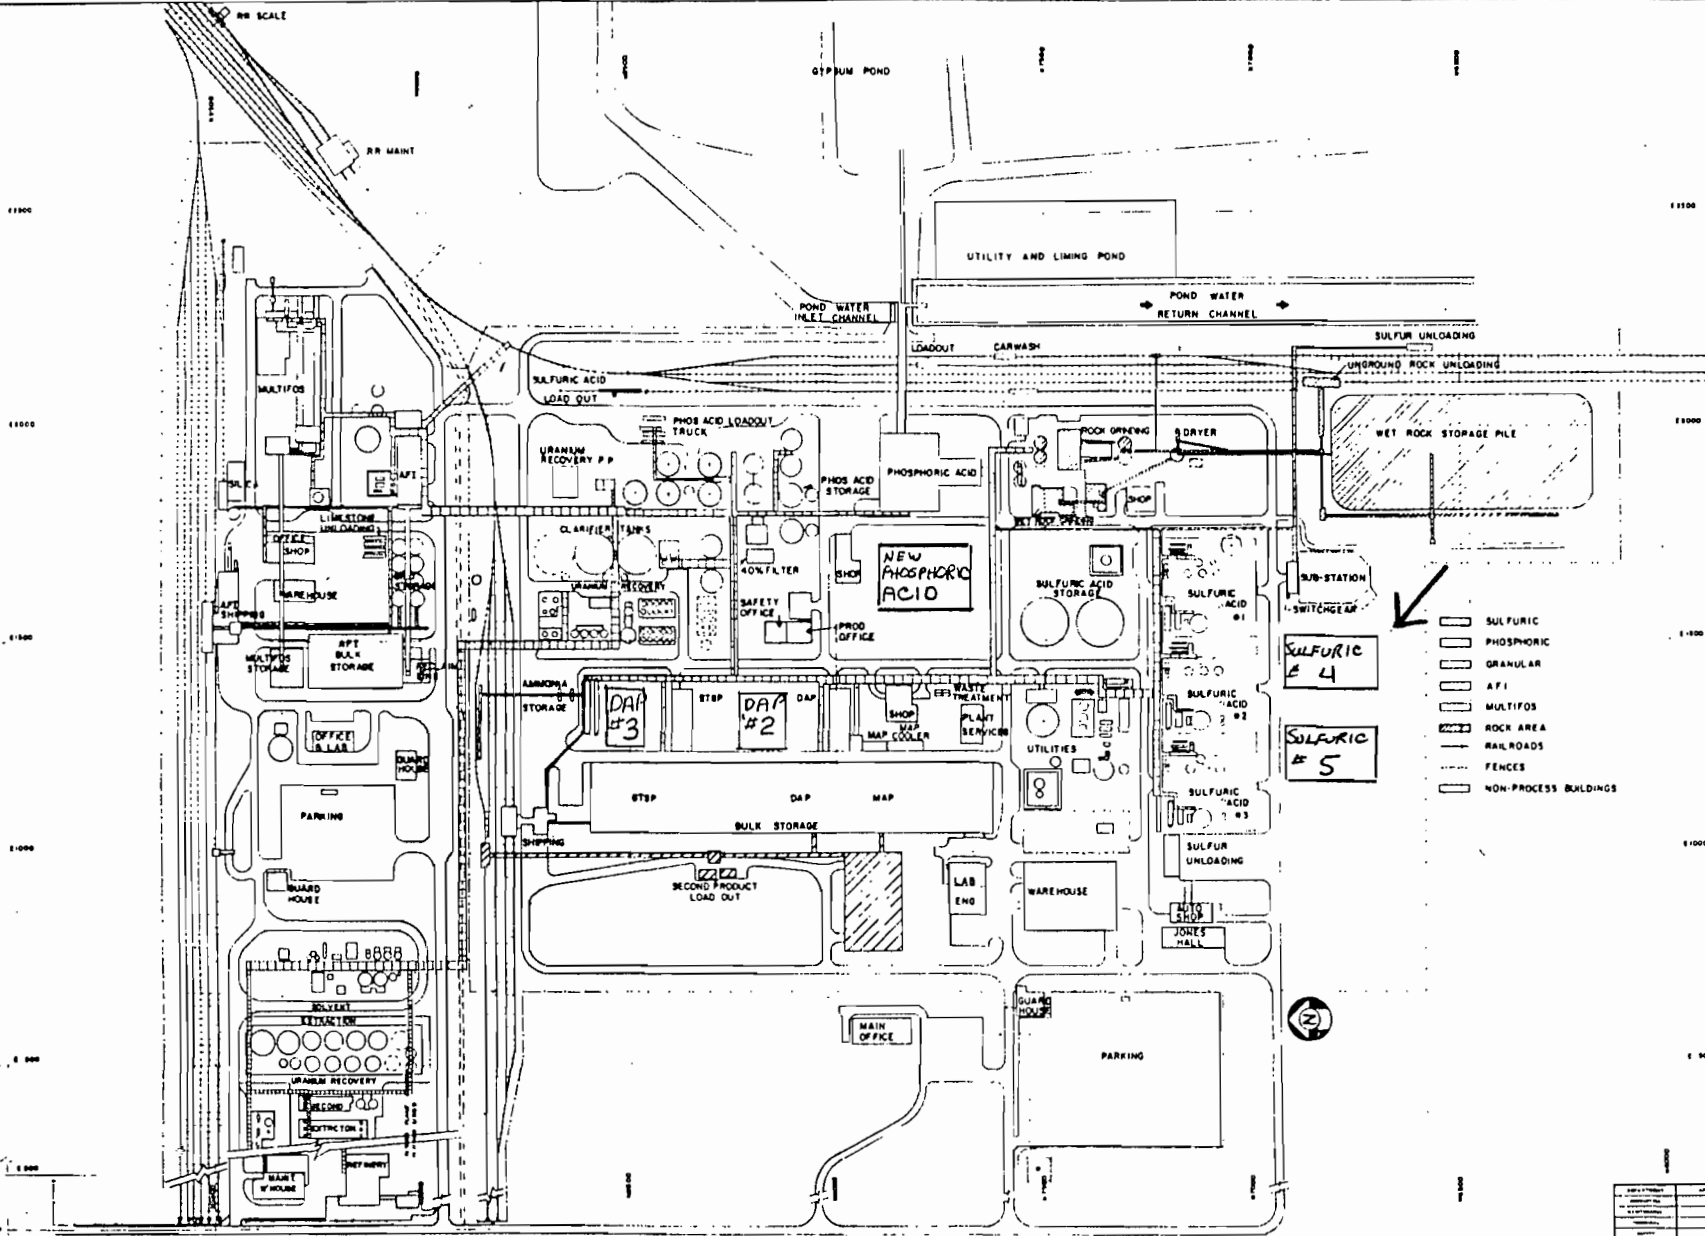 RR SCALE
GYPSUM POND
RR MAINT
UTILITY AND LIMING POND
POND WATER
INLET CHANNEL
POND WATER
RETURN CHANNEL
SULFUR UNLOADING
LOADOUT
CARWASH
UNGROUND ROCK UNLOADING
MULTIFOS
SULFURIC ACID
LOAD OUT
PHOS ACID LOADOUT
TRUCK
ROCK GRINDING
DRYER
WET ROCK STORAGE PILE
URANIUM
RECOVERY P.P
AFI
PHOS ACID
STORAGE
PHOSPHORIC ACID
SHOP
LIMESTONE
UNLOADING
CLARIFIER TANKS
OFFICE
SHOP
40% FILTER
SHOP
NEW
PHOSPHORIC
ACID
SULFURIC ACID
STORAGE
SUB-STATION
SWITCHGEAR
WAREHOUSE
STORAGE
URANIUM RECOVERY
SAFETY
OFFICE
PROD
OFFICE
SULFURIC
ACID
#1
AFI
SHIPPING
RPT
BULK
STORAGE
MULTIFOS
STORAGE
SULFURIC
# 4
SULFURIC
PHOSPHORIC
GRANULAR
AFI
MULTIFOS
ROCK AREA
RAILROADS
FENCES
NON-PROCESS BUILDINGS
AMMONIA
STORAGE
DAP
#3
GTSP
DAP
#2
DAP
SHOP
MAP
MAP COOLER
WASTE
TREATMENT
PLANT
SERVICES
UTILITIES
SULFURIC
ACID
#2
SULFURIC
# 5
OFFICE
& LAB
GUARD
HOUSE
PARKING
GTSP
DAP
MAP
BULK STORAGE
SHIPPING
SULFURIC
ACID
#3
SULFUR
UNLOADING
GUARD
HOUSE
SECOND PRODUCT
LOAD OUT
LAB
ENG
WAREHOUSE
AUTO
SHOP
JONES
HALL
SOLVENT
EXTRACTION
URANIUM RECOVERY
SECOND
REFINERY
MAINT
W'HOUSE
MAIN
OFFICE
GUARD
HOUSE
PARKING
N